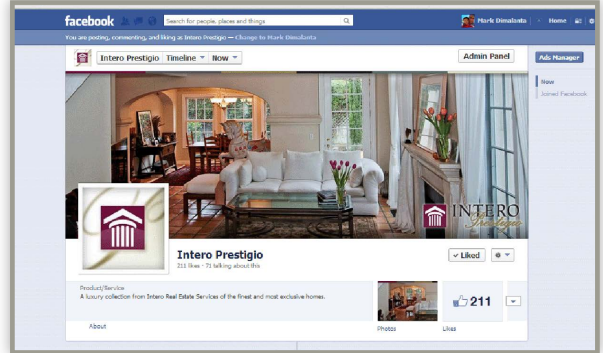 facebook
Search for people, places and things
Mark Dimalanta
Home
You are posting, commenting, and liking as Intero Prestigio — Change to Mark Dimalanta
Intero Prestigio
Timeline
Now
Admin Panel
Ads Manager
Now
Joined Facebook
INTERO
Prestigio
Intero Prestigio
211 likes · 71 talking about this
Liked
Product/Service
A luxury collection from Intero Real Estate Services of the finest and most exclusive homes.
211
About
Photos
Likes